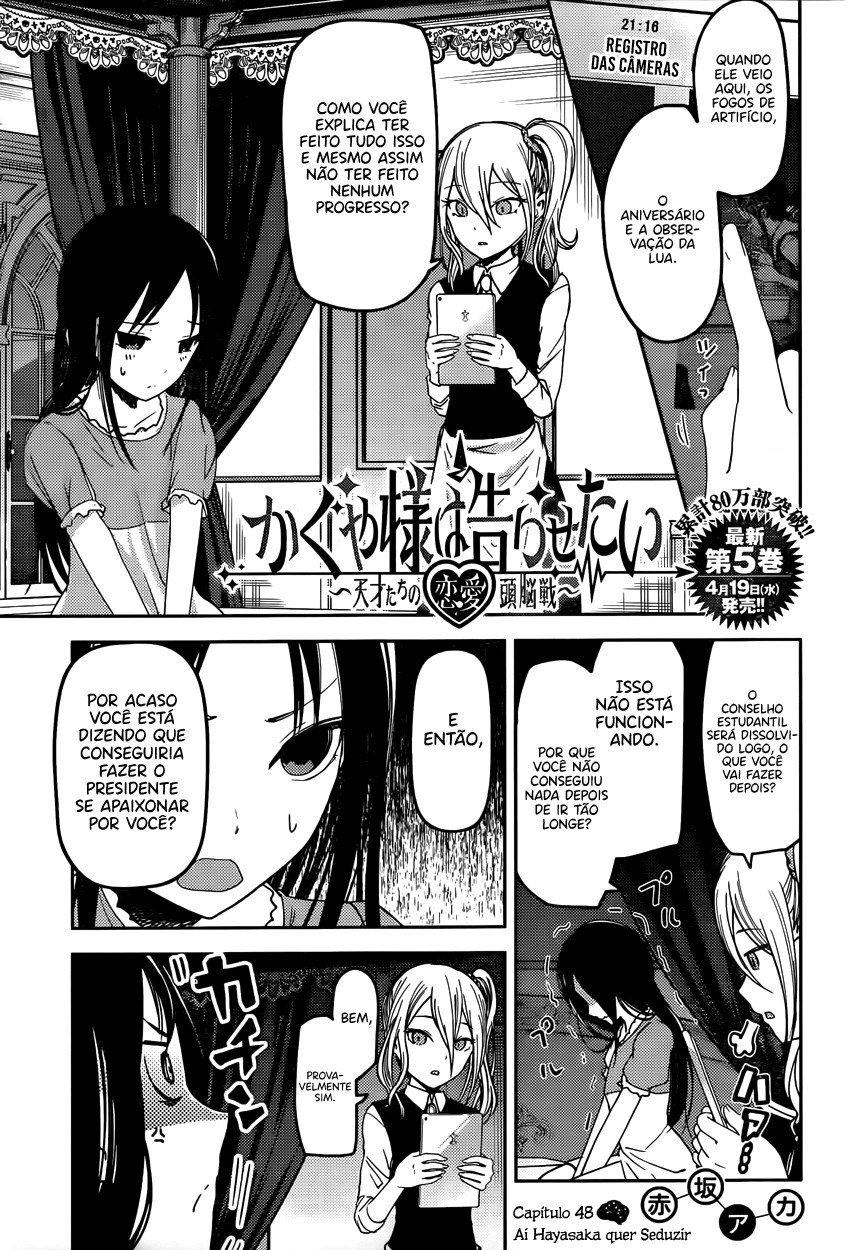 21:16
REGISTRO
DAS CÂMERAS
QUANDO
ELE VEIO
AQUI, OS
FOGOS DE
ARTIFÍCIO,
O
ANIVERSÁRIO
E A OBSER-
VAÇÃO DA
LUA.
ツイっ
COMO VOCÊ
EXPLICA TER
FEITO TUDO ISSO
E MESMO ASSIM
NÃO TER FEITO
NENHUM
PROGRESSO?
かぐや様は告らせたい
~天才たちの恋愛頭脳戦~
累計80万部突破!!
最新
第5巻
4月19日(水)
発売!!
O
CONSELHO
ESTUDANTIL
SERÁ DISSOLVI-
DO LOGO, O
QUE VOCÊ
VAI FAZER
DEPOIS?
ISSO
NÃO ESTÁ
FUNCION-
ANDO.
POR QUE
VOCÊ NÃO
CONSEGUIU
NADA DEPOIS
DE IR TÃO
LONGE?
プル
プル
ハァ…
E
ENTÃO,
POR ACASO
VOCÊ ESTÁ
DIZENDO QUE
CONSEGUIRIA
FAZER O
PRESIDENTE
SE APAIXONAR
POR VOCÊ?
BEM,
PROVA-
VELMENTE
SIM.
カチン
赤坂アカ
Capítulo 48
Ai Hayasaka quer Seduzir